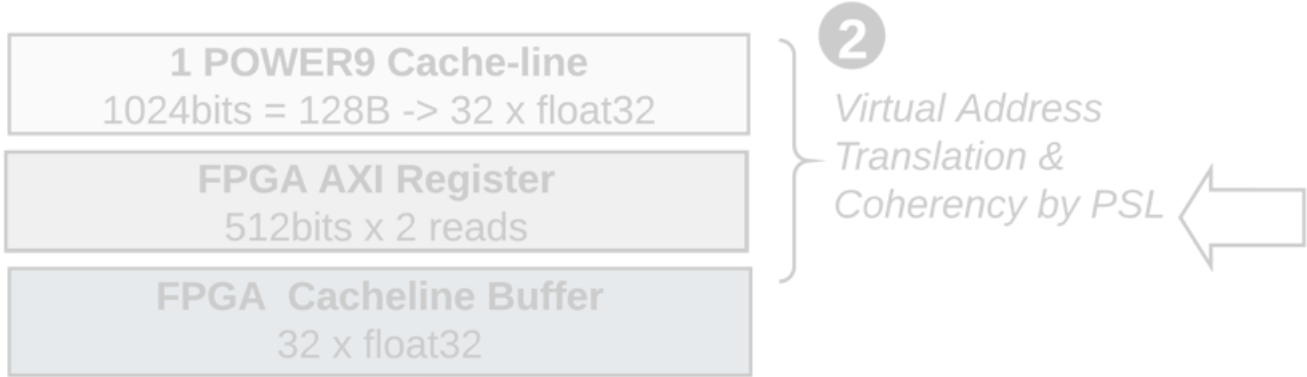 1 POWER9 Cache-line
1024bits = 128B -> 32 x float32
FPGA AXI Register
512bits x 2 reads
FPGA  Cacheline Buffer
32 x float32
2
Virtual Address
Translation &
Coherency by PSL